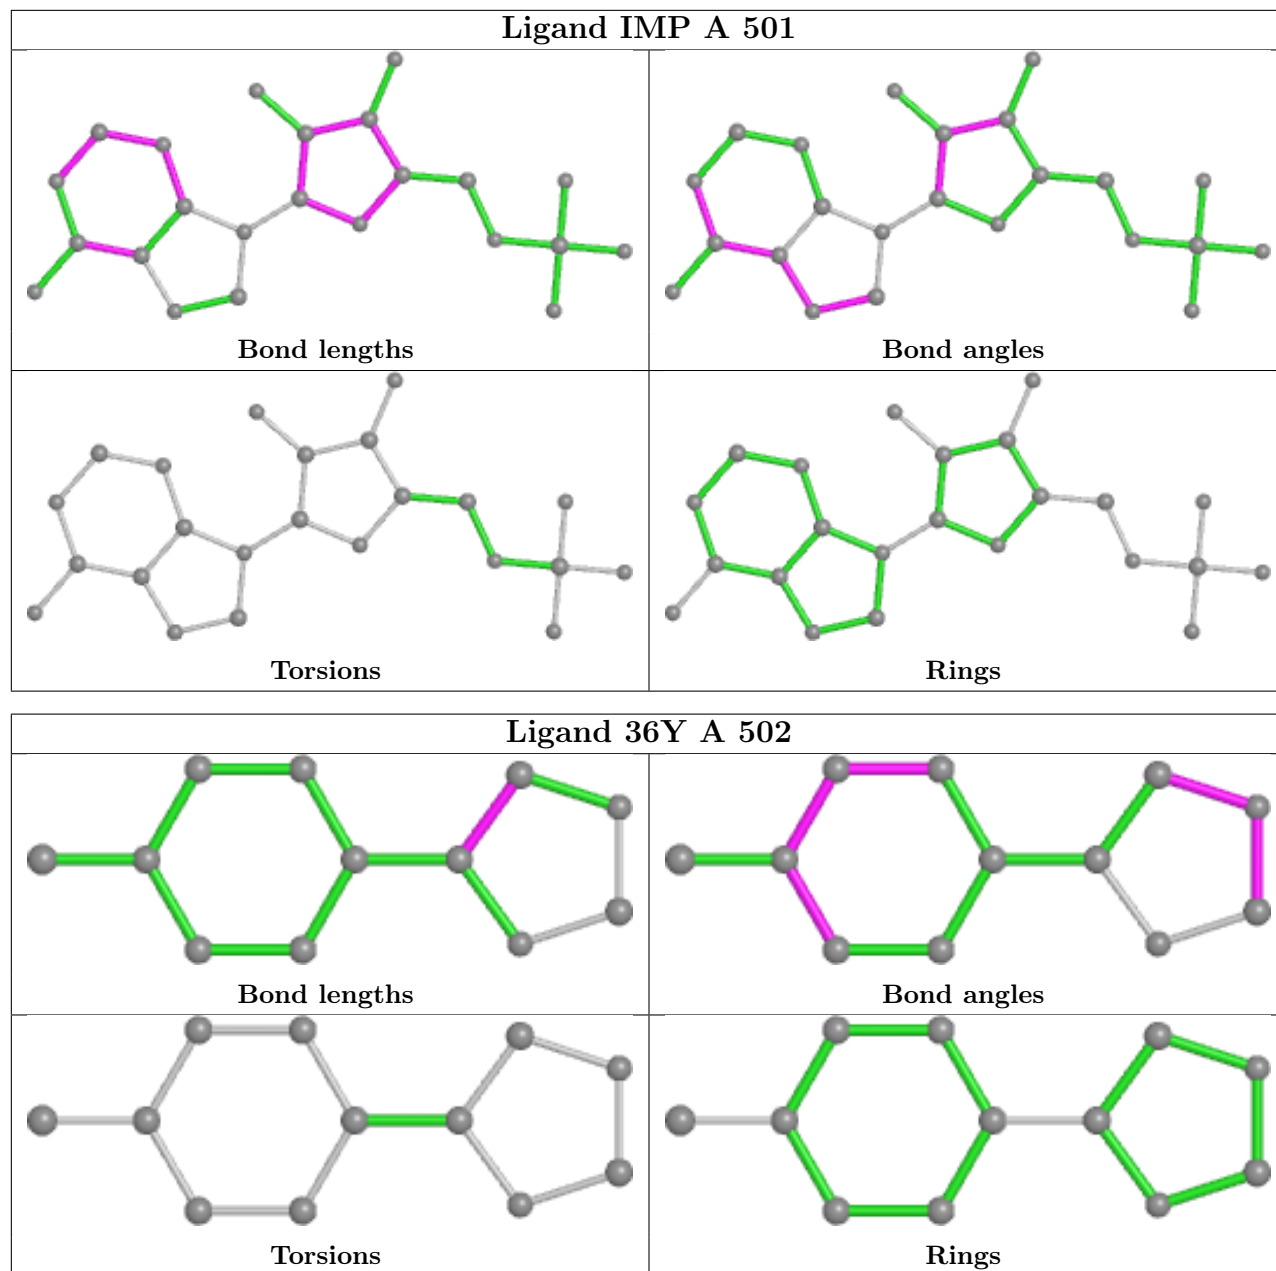 Ligand IMP A 501
Bond lengths
Bond angles
Torsions
Rings
Ligand 36Y A 502
Bond lengths
Bond angles
Torsions
Rings